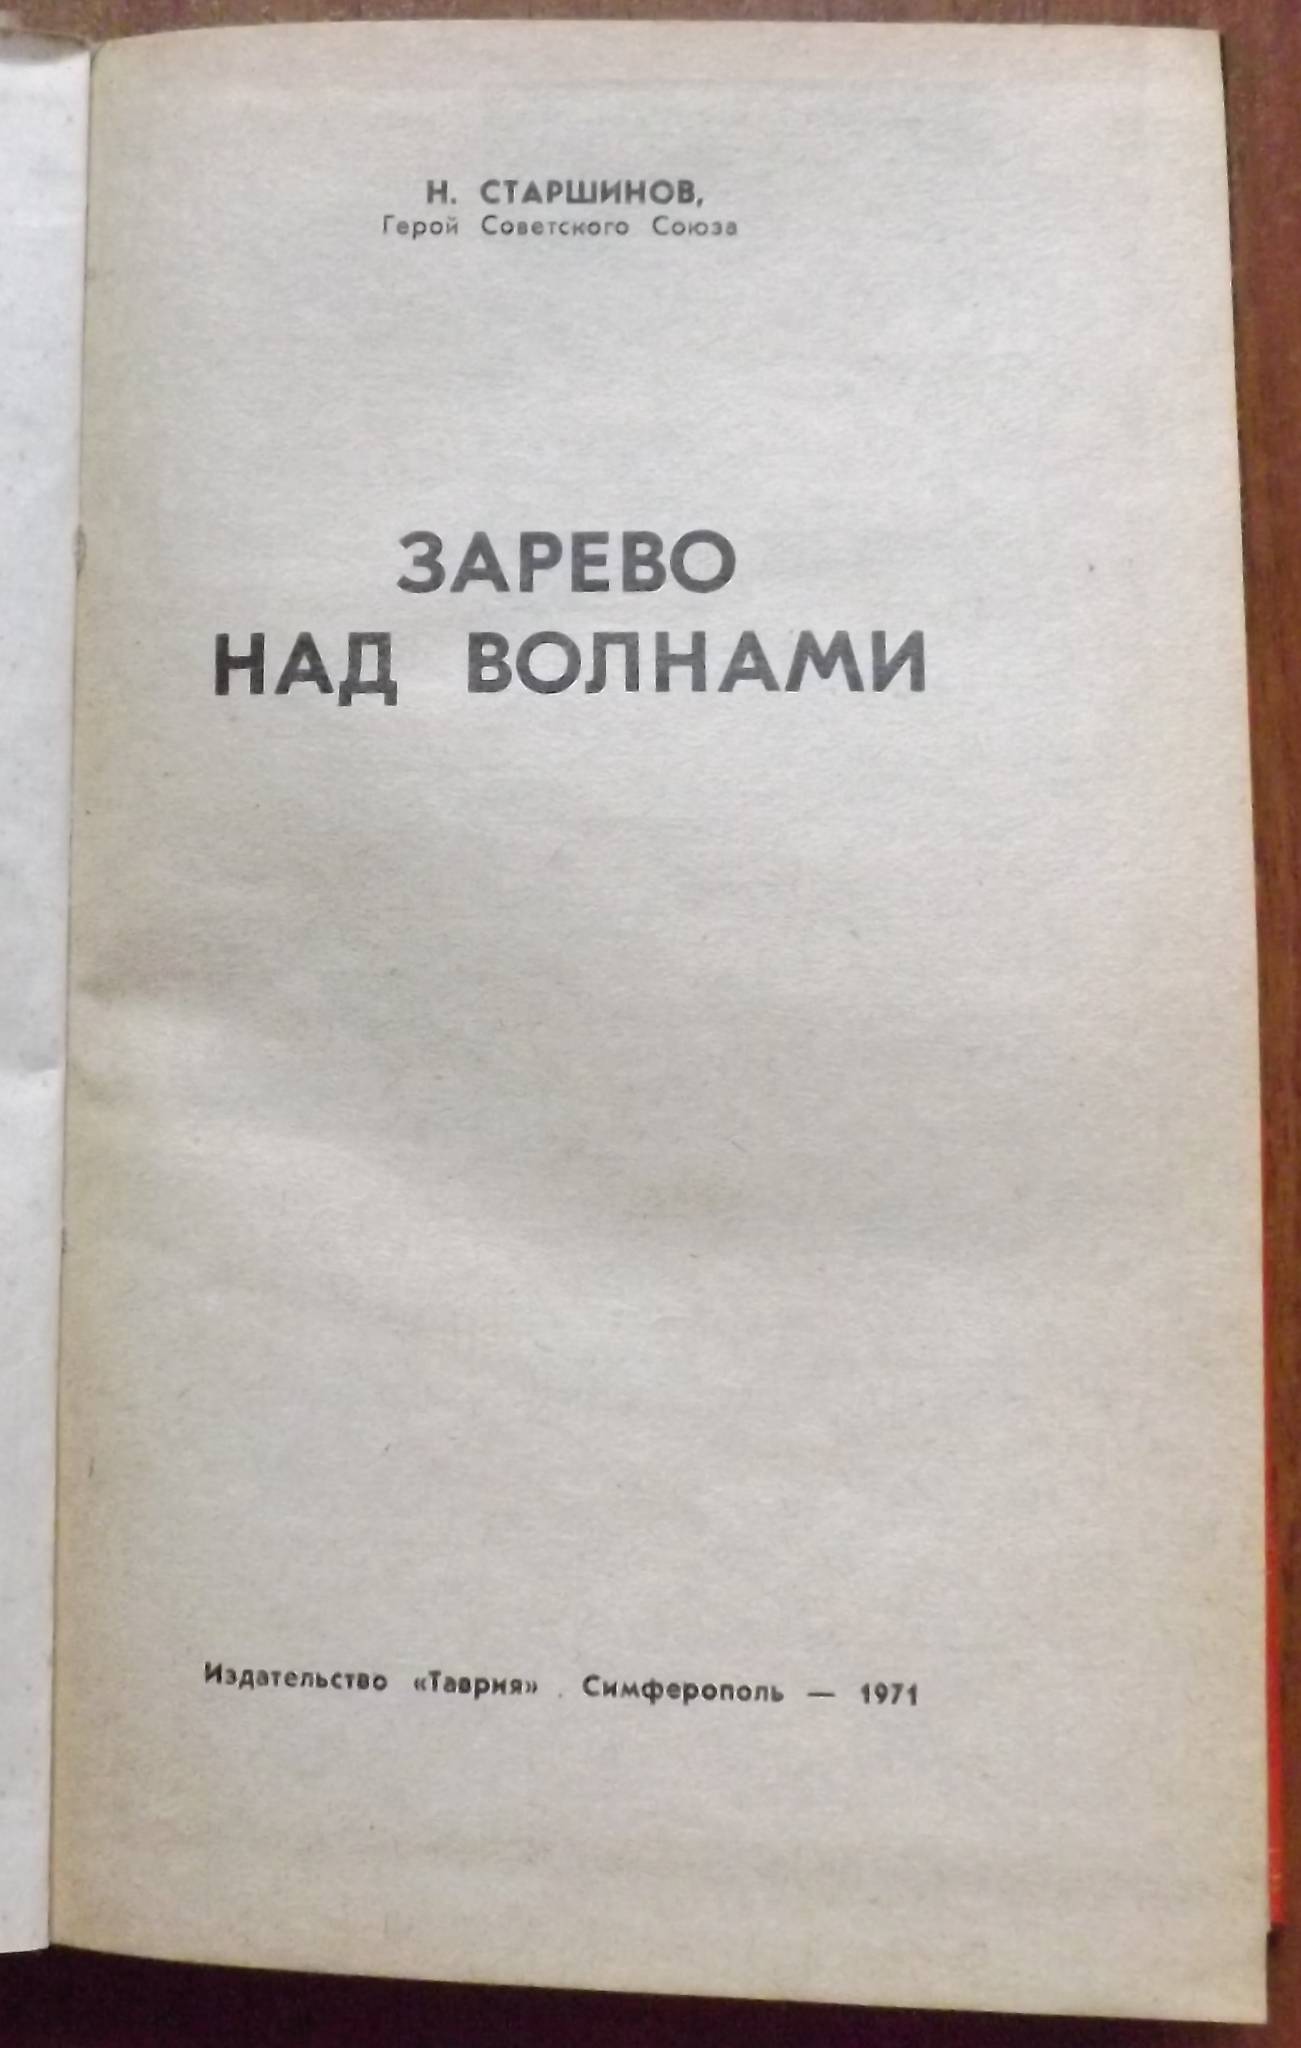 Н. СТАРШИНОВ,
Герой Советского Союза
ЗАРЕВО
НАД ВОЛНАМИ
Издательство «Таврия» . Симферополь — 1971